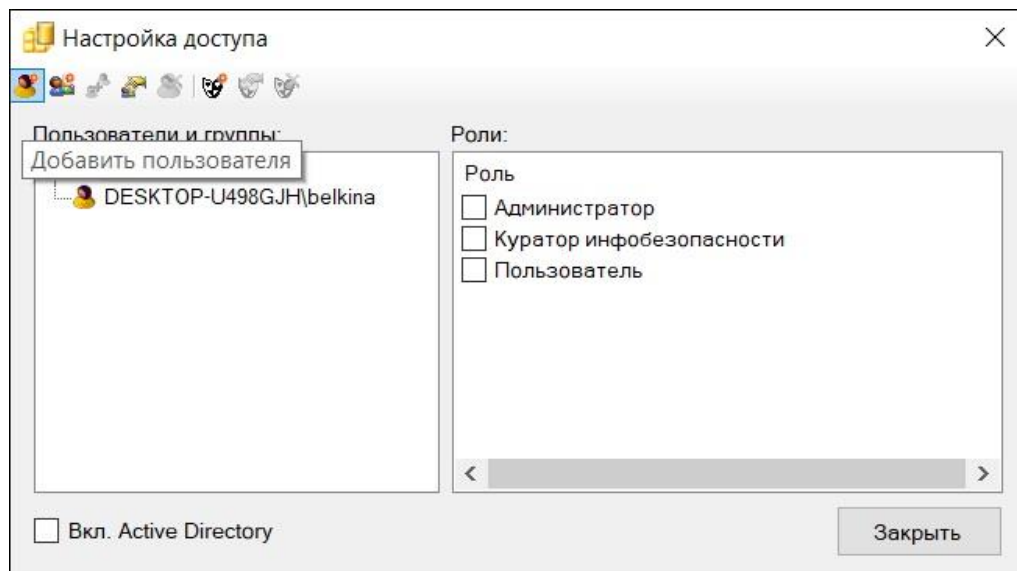 Настройка доступа
Пользователи и группы:
Роли:
Добавить пользователя
DESKTOP-U498GJH\belkina
Роль
Администратор
Куратор инфобезопасности
Пользователь
Вкл. Active Directory
Закрыть